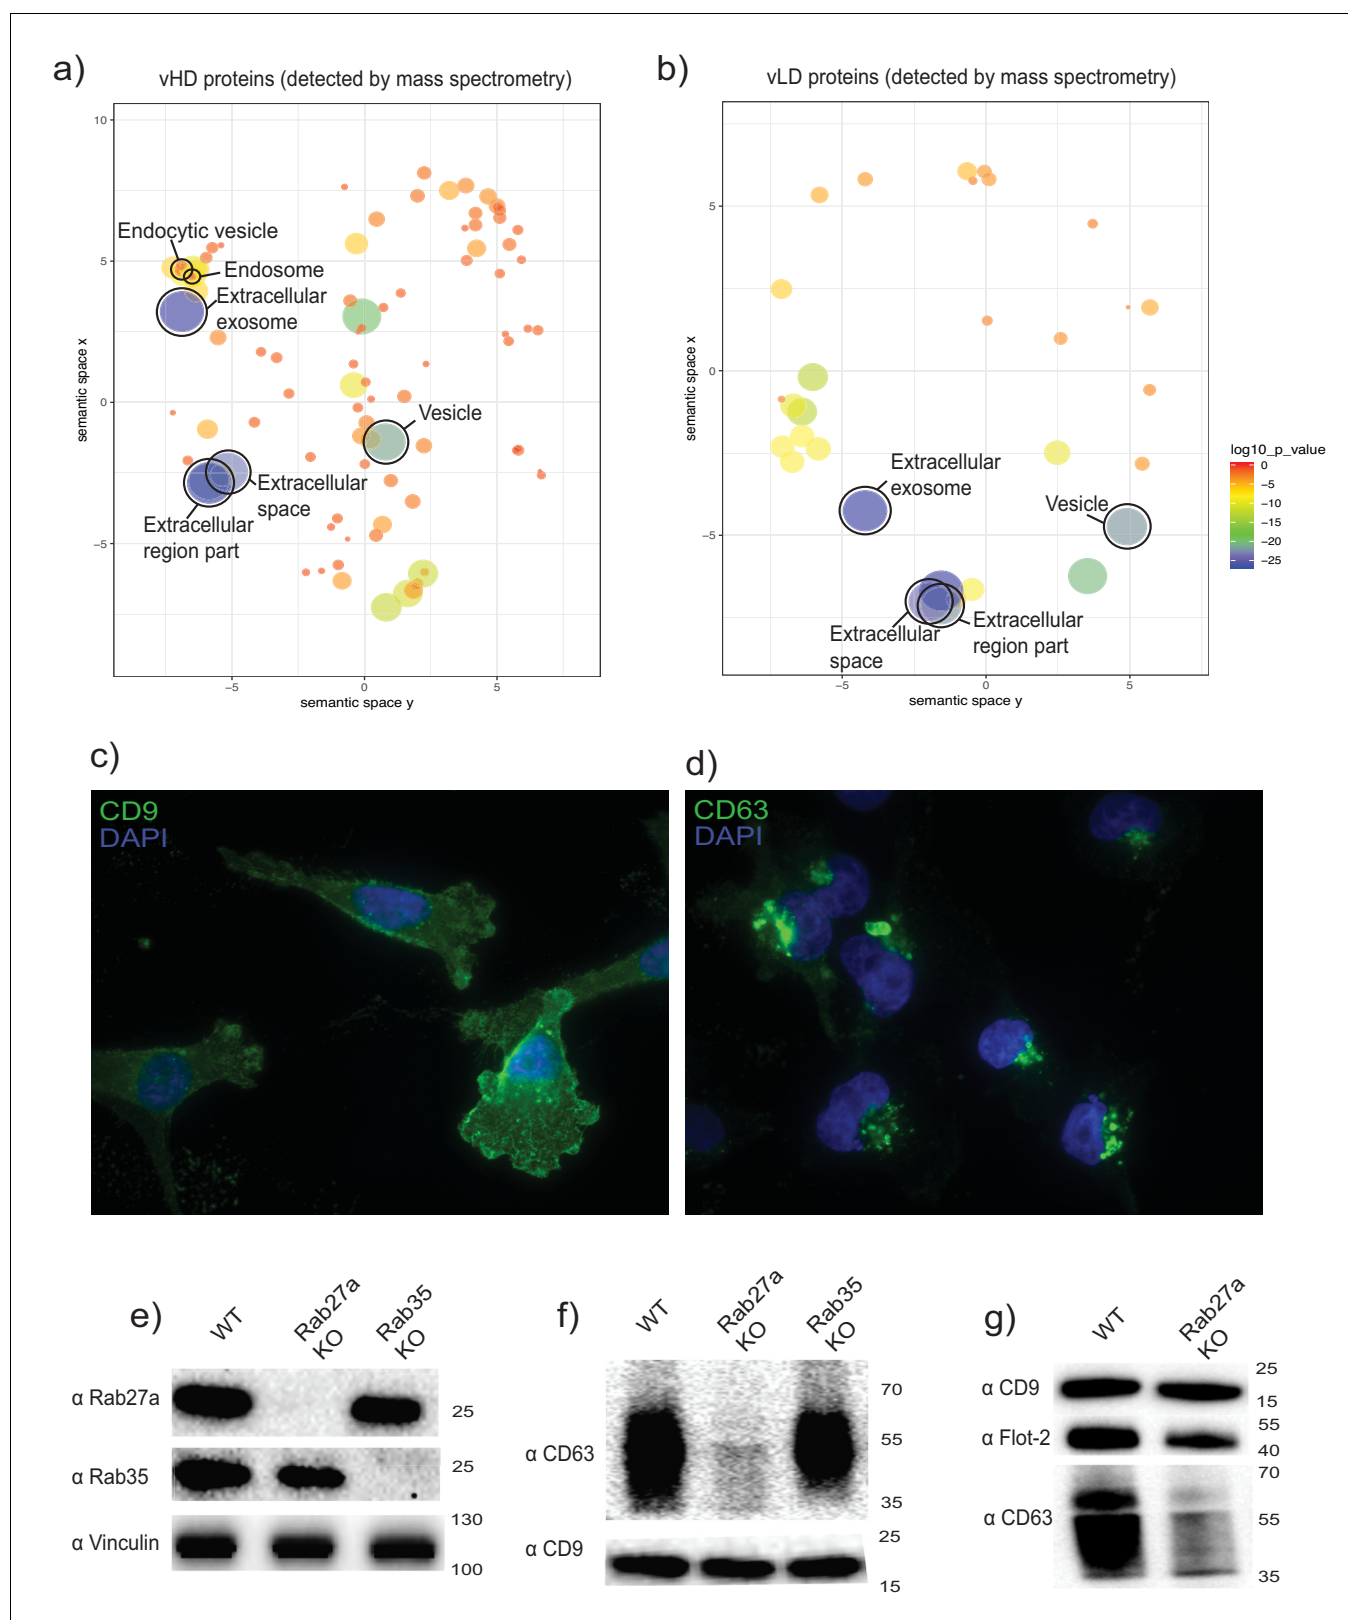 a)
vHD proteins (detected by mass spectrometry)
10
5
0
−5
semantic space x
−5
0
5
semantic space y
Endocytic vesicle
Endosome
Extracellular
exosome
Vesicle
Extracellular
space
Extracellular
region part
b)
vLD proteins (detected by mass spectrometry)
5
0
−5
semantic space x
−5
0
5
semantic space y
Extracellular
exosome
Vesicle
Extracellular
space
Extracellular
region part
log10_p_value
0
−5
−10
−15
−20
−25
c)
CD9
DAPI
d)
CD63
DAPI
e)
WT
Rab27a
KO
Rab35
KO
α Rab27a
25
α Rab35
25
α Vinculin
130
100
f)
WT
Rab27a
KO
Rab35
KO
α CD63
70
55
35
α CD9
25
15
g)
WT
Rab27a
KO
α CD9
25
15
α Flot-2
55
40
α CD63
70
55
35